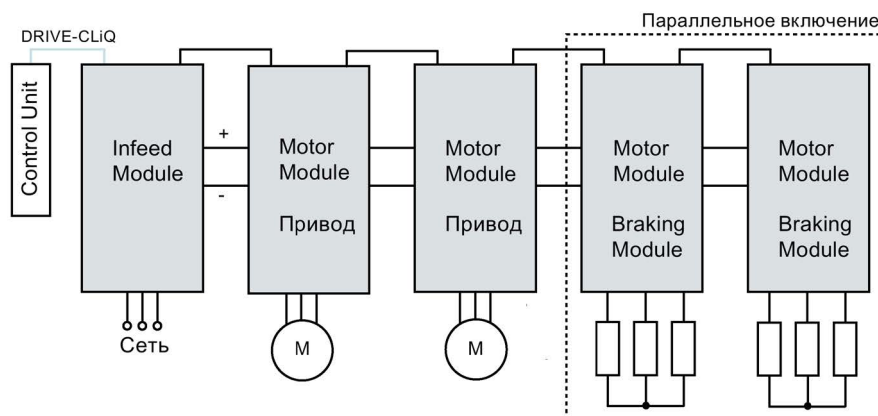 Параллельное включение
DRIVE-CLiQ
Control Unit
Infeed
Module
+
-
Motor
Module
Привод
Motor
Module
Привод
Motor
Module
Braking
Module
Motor
Module
Braking
Module
Сеть
M
M